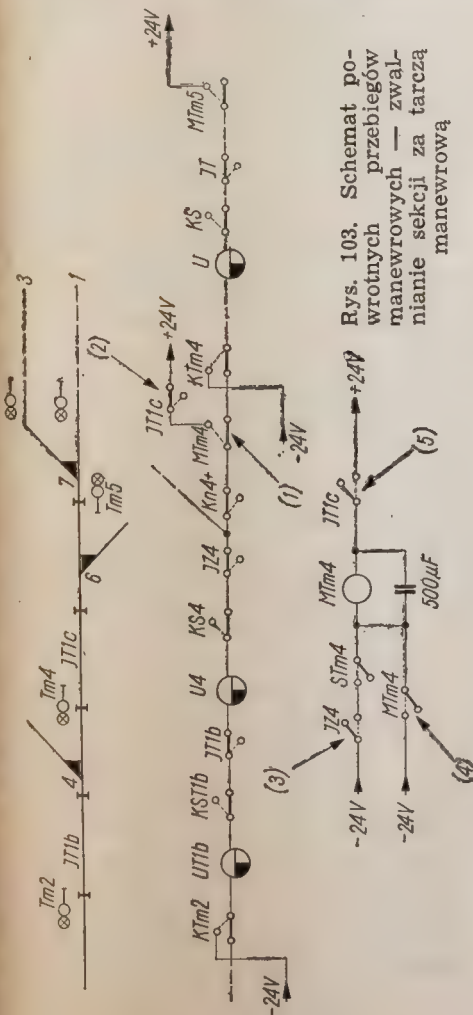 Tm2
Tm4
3
JT1b
4
JT1c
6
7
Tm5
1
+24V
KTm2
UT1b
KST1b
JT1b
U4
KS4
JZ4
Kn4+
MTm4
JT1c
+24V
(2)
KTm4
U
KS
JT
MTm5
-24V
(1)
-24V
(3)
JZ4
STm4
MTm4
JT1c
+24V
-24V
-24V
MTm4
500μF
(4)
(5)
Rys. 103. Schemat po-
wrotnych przebiegów
manewrowych — zwal-
nianie sekcji za tarczą
manewrową